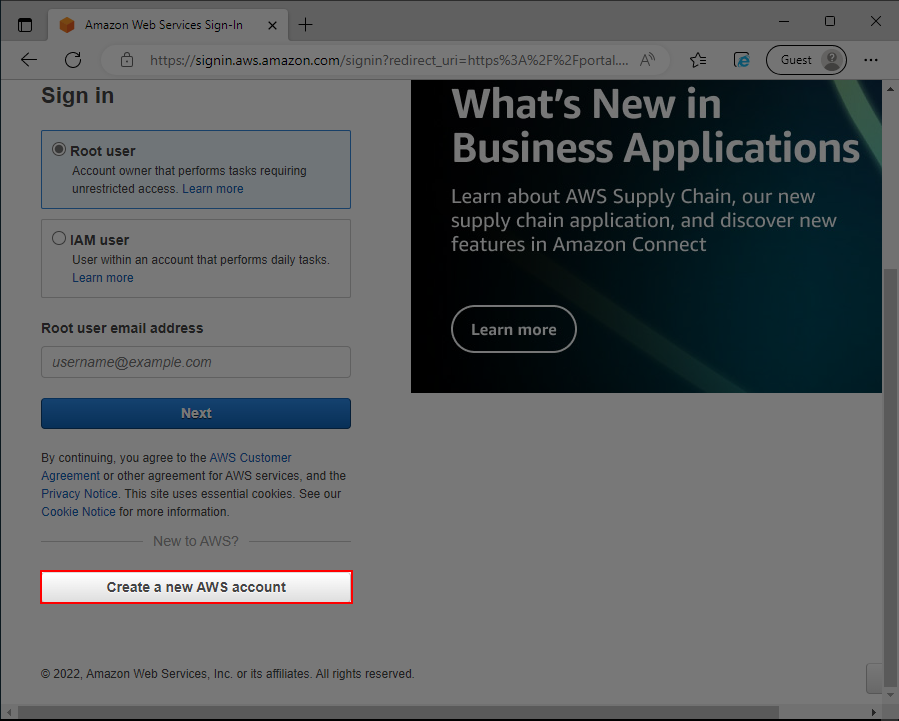 Amazon Web Services Sign-In
https://signin.aws.amazon.com/signin?redirect_uri=https%3A%2F%2Fportal....
Guest
Sign in
Root user
Account owner that performs tasks requiring
unrestricted access. Learn more
IAM user
User within an account that performs daily tasks.
Learn more
Root user email address
username@example.com
Next
By continuing, you agree to the AWS Customer
Agreement or other agreement for AWS services, and the
Privacy Notice. This site uses essential cookies. See our
Cookie Notice for more information.
New to AWS?
Create a new AWS account
What's New in
Business Applications
Learn about AWS Supply Chain, our new
supply chain application, and discover new
features in Amazon Connect
Learn more
© 2022, Amazon Web Services, Inc. or its affiliates. All rights reserved.